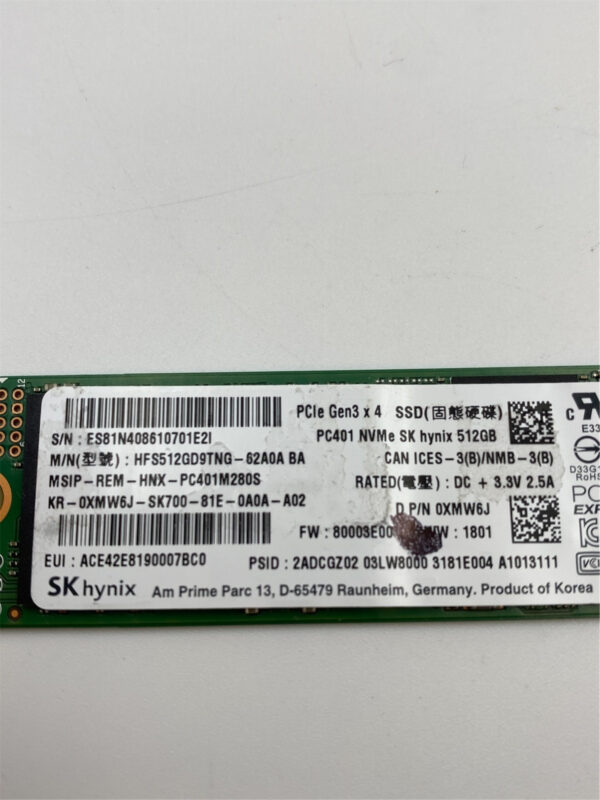 12
PCIe Gen3 x 4 SSD(固態硬碟)
S/N : ES81N408610701E2I
PC401 NVMe SK hynix 512GB
M/N(型號) : HFS512GD9TNG-62A0A BA
CAN ICES-3(B)/NMB-3(B)
MSIP-REM-HNX-PC401M280S
RATED(電壓) : DC + 3.3V 2.5A
KR-0XMW6J-SK700-81E-0A0A-A02
D P/N 0XMW6J
FW : 80003E00
: 1801
EUI : ACE42E8190007BC0
PSID : 2ADCGZ02 03LW8000 3181E004 A1013111
SK hynix
Am Prime Parc 13, D-65479 Raunheim, Germany. Product of Korea
E33
D33G1
RoHS